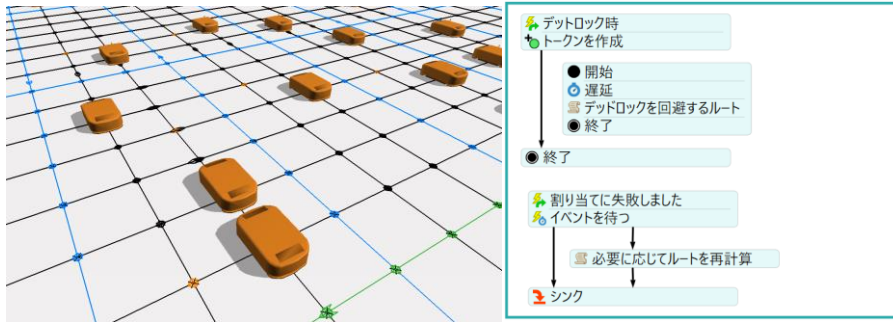 デットロック時
トークンを作成
開始
遅延
デッドロックを回避するルート
終了
終了
割り当てに失敗しました
イベントを待つ
必要に応じてルートを再計算
シンク